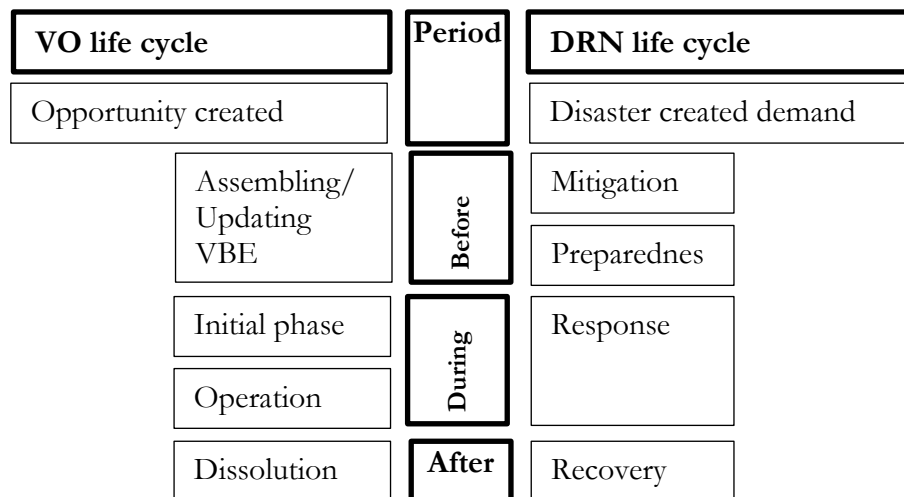 VO life cycle
Period
DRN life cycle
Opportunity created
Disaster created demand
Assembling/
Updating
VBE
Before
Mitigation
Preparednes
Initial phase
Operation
During
Response
Dissolution
After
Recovery